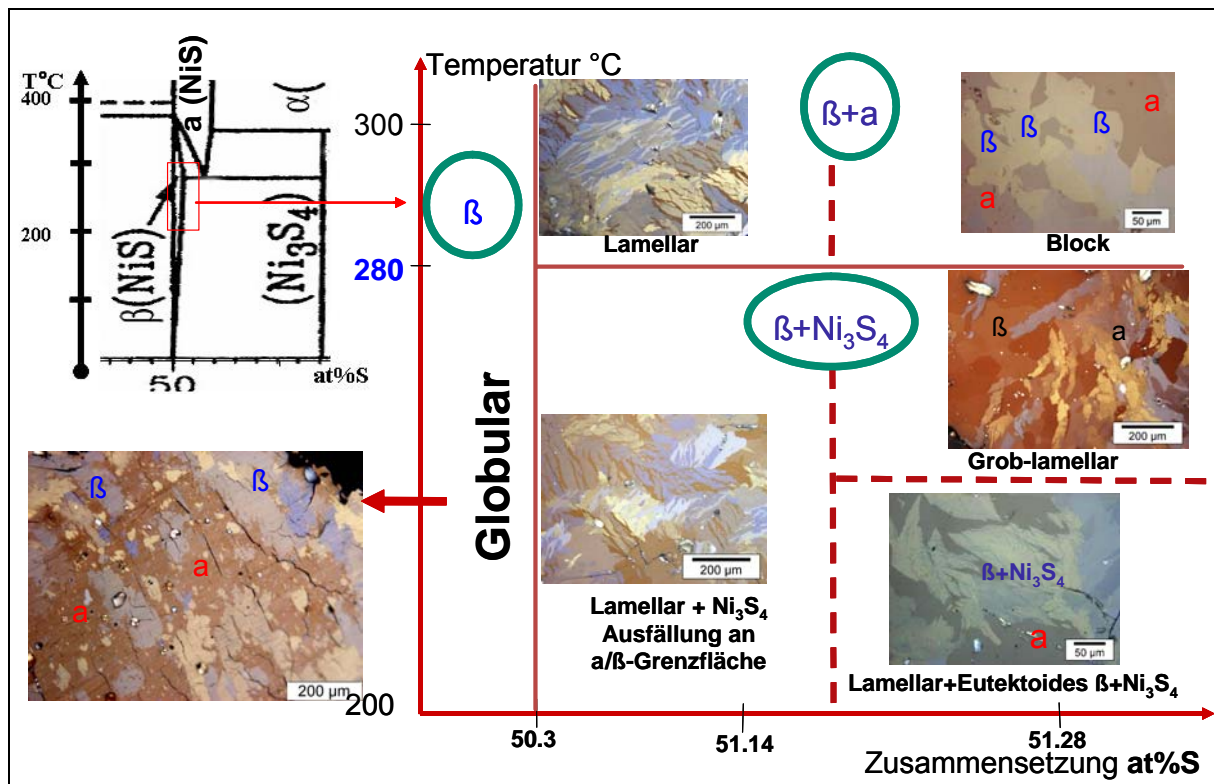 T°C
400
200
a (NiS)
α(
β(NiS)
(Ni₃S₄)
50
at%S
Temperatur °C
300
280
200
ß
ß+a
Lamellar
200 µm
ß
ß
ß
a
a
50 µm
Block
ß+Ni₃S₄
ß
a
200 µm
Grob-lamellar
Globular
ß
ß
a
a
200 µm
200 µm
Lamellar + Ni₃S₄
Ausfällung an
a/ß-Grenzfläche
ß+Ni₃S₄
a
50 µm
Lamellar+Eutektoides ß+Ni₃S₄
50.3
51.14
51.28
Zusammensetzung at%S